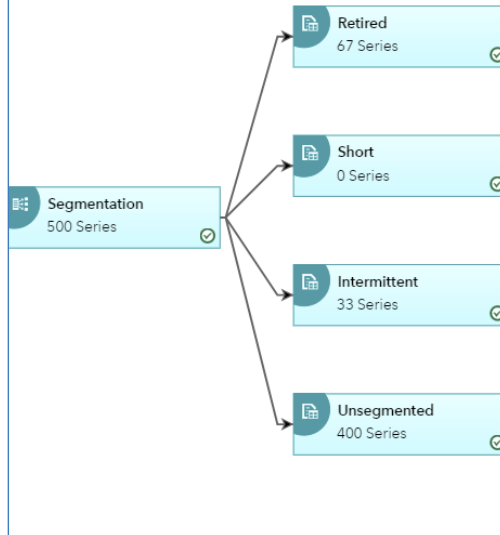 Retired
67 Series
Short
0 Series
Segmentation
500 Series
Intermittent
33 Series
Unsegmented
400 Series